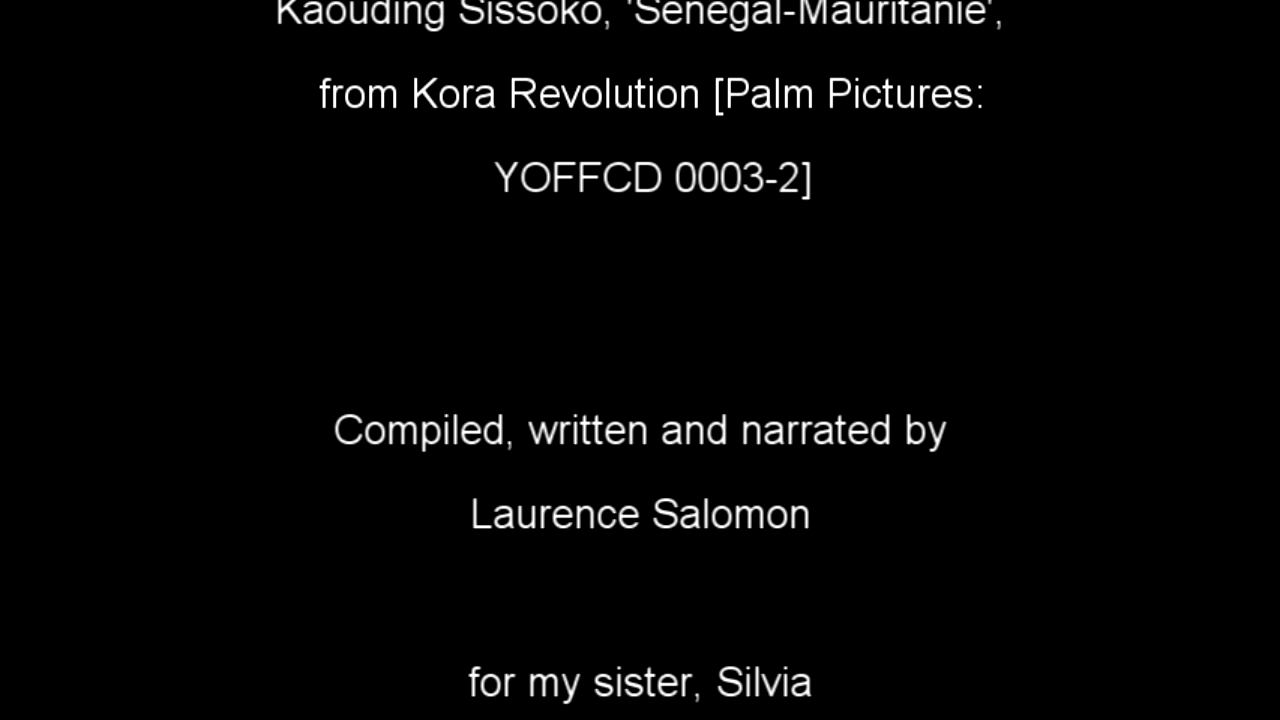 Kaouding Sissoko, 'Senegal-Mauritanie',
from Kora Revolution [Palm Pictures:
YOFFCD 0003-2]
Compiled, written and narrated by
Laurence Salomon
for my sister, Silvia